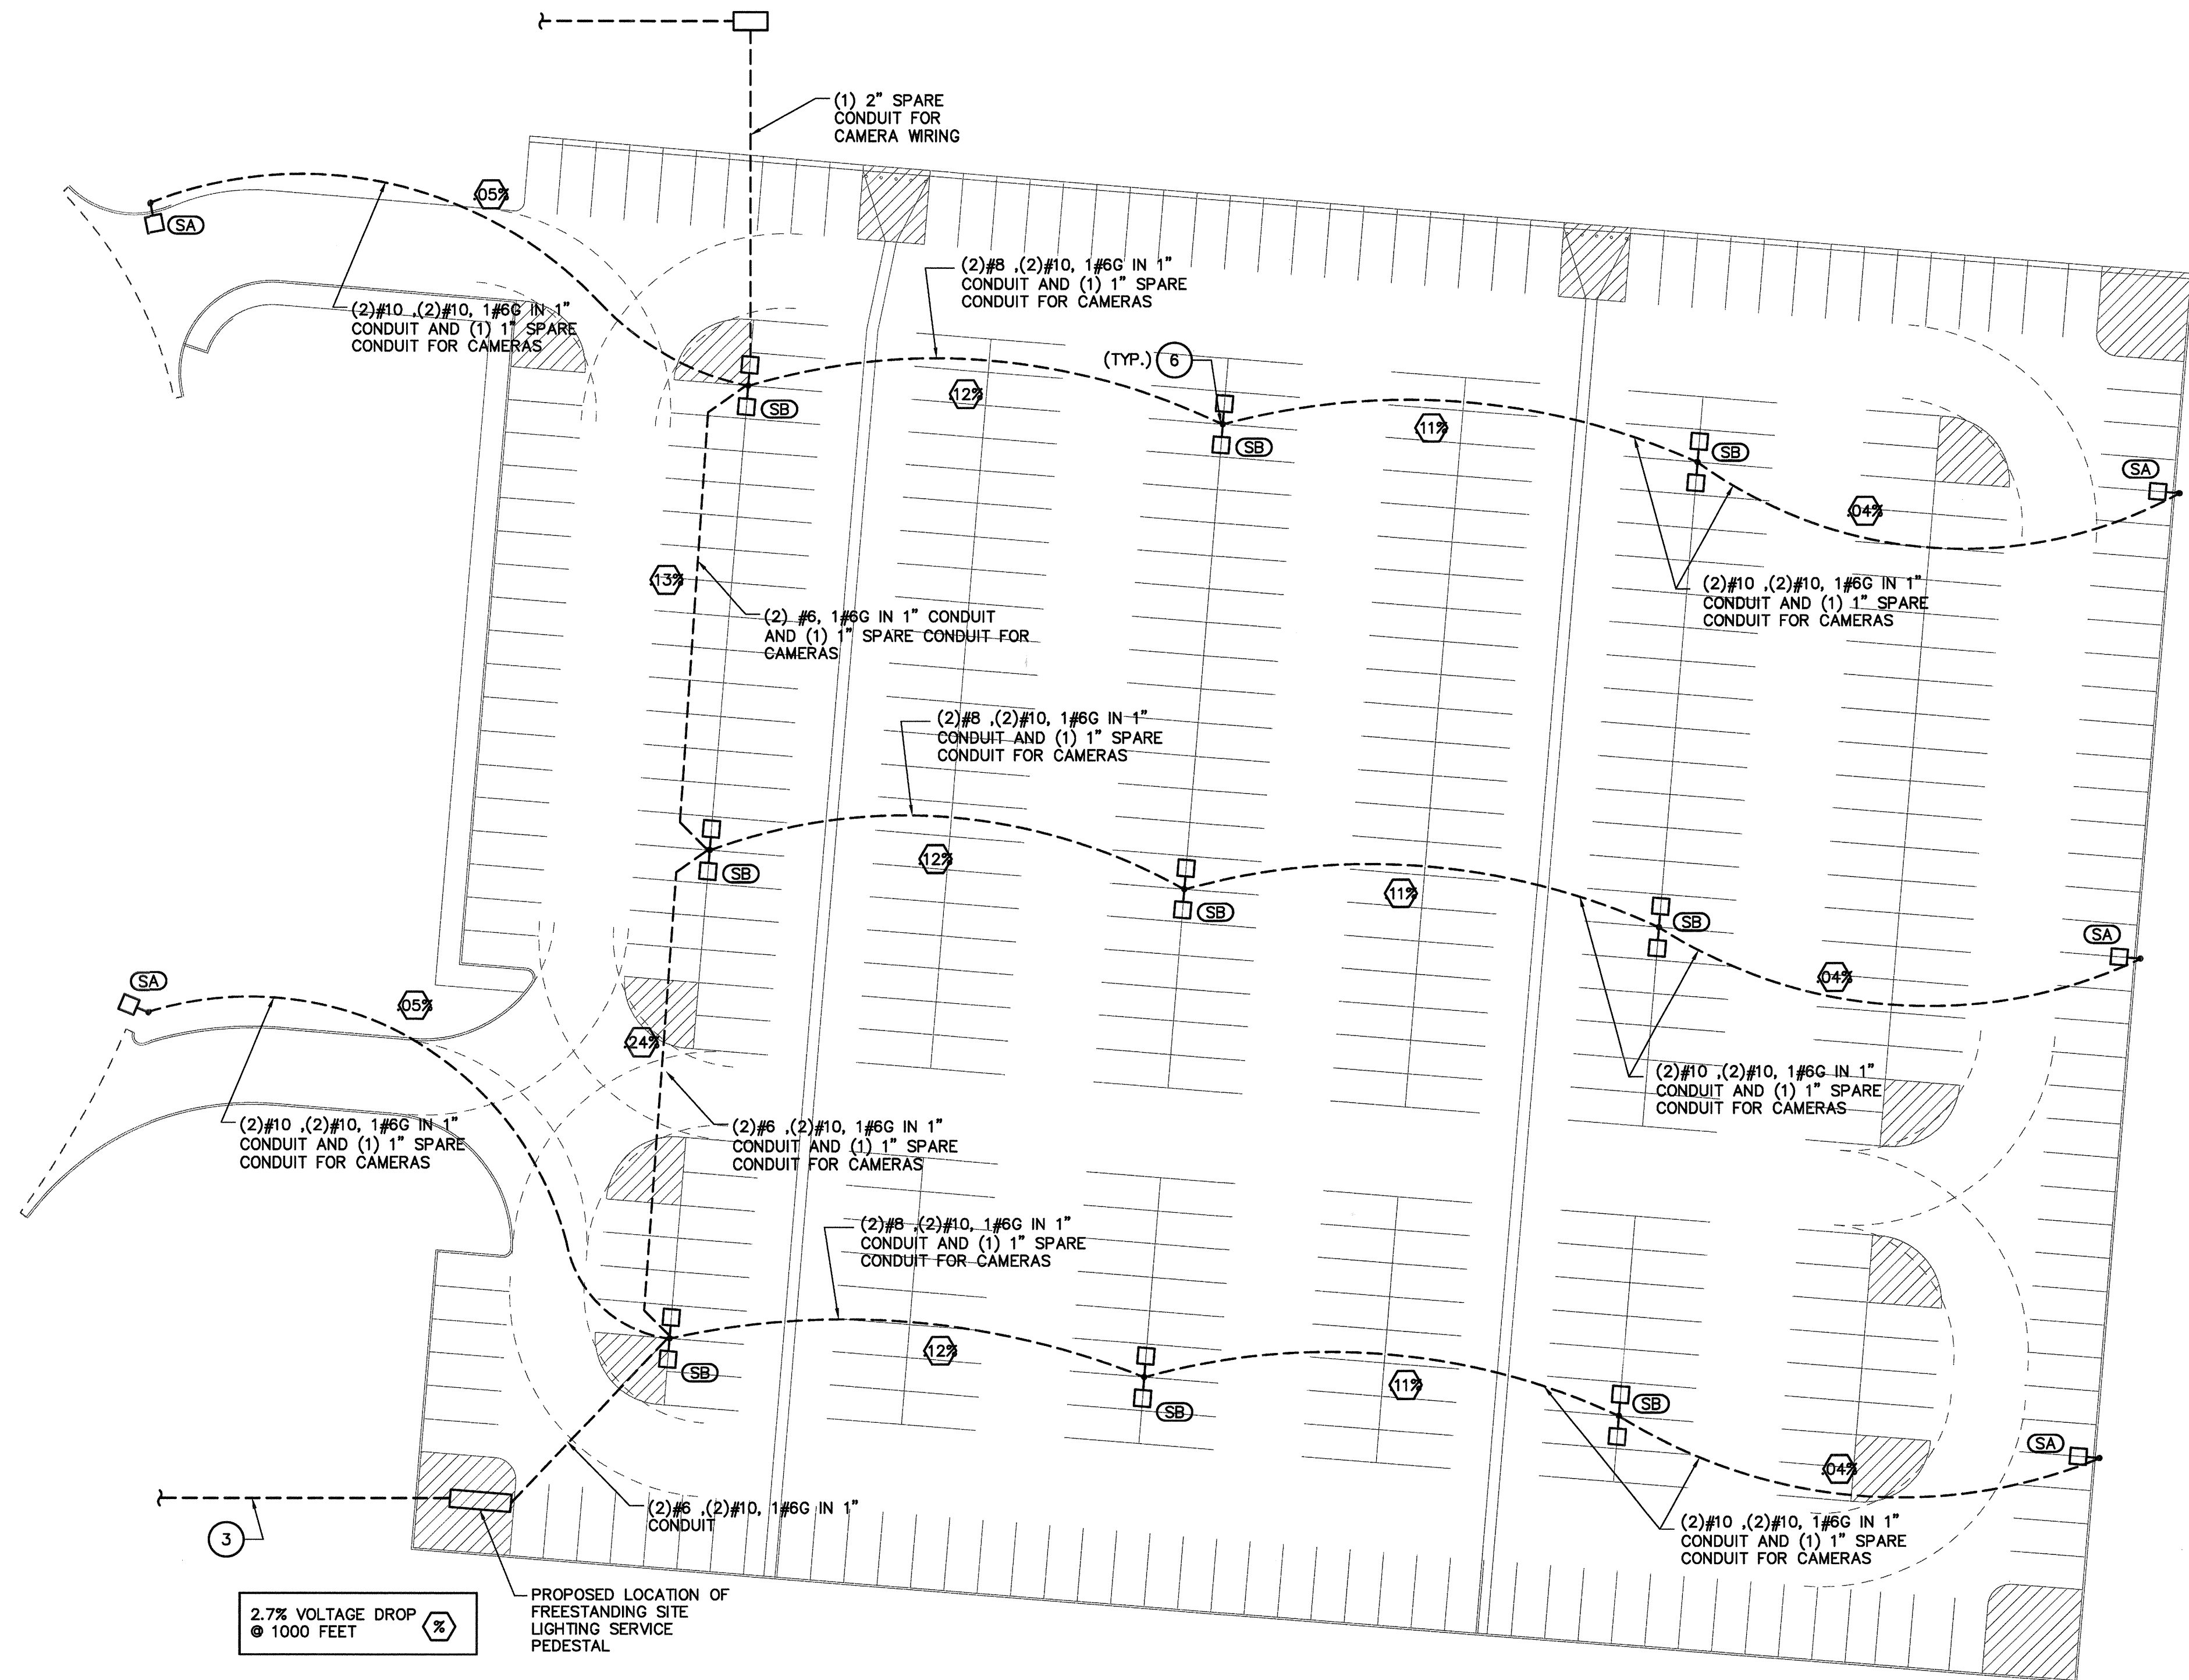 (1) 2" SPARE
CONDUIT FOR
CAMERA WIRING
.05%
SA
(2)#10 ,(2)#10, 1#6G IN 1"
CONDUIT AND (1) 1" SPARE
CONDUIT FOR CAMERAS
(2)#8 ,(2)#10, 1#6G IN 1"
CONDUIT AND (1) 1" SPARE
CONDUIT FOR CAMERAS
(TYP.) 6
.12%
SB
SB
.11%
SB
SA
.04%
(2)#10 ,(2)#10, 1#6G IN 1"
CONDUIT AND (1) 1" SPARE
CONDUIT FOR CAMERAS
.13%
(2) #6, 1#6G IN 1" CONDUIT
AND (1) 1" SPARE CONDUIT FOR
CAMERAS
(2)#8 ,(2)#10, 1#6G IN 1"
CONDUIT AND (1) 1" SPARE
CONDUIT FOR CAMERAS
.12%
SB
SB
.11%
SB
SA
.04%
SA
.05%
.24%
(2)#10 ,(2)#10, 1#6G IN 1"
CONDUIT AND (1) 1" SPARE
CONDUIT FOR CAMERAS
(2)#10 ,(2)#10, 1#6G IN 1"
CONDUIT AND (1) 1" SPARE
CONDUIT FOR CAMERAS
(2)#6 ,(2)#10, 1#6G IN 1"
CONDUIT AND (1) 1" SPARE
CONDUIT FOR CAMERAS
(2)#8 ,(2)#10, 1#6G IN 1"
CONDUIT AND (1) 1" SPARE
CONDUIT FOR CAMERAS
.12%
SB
SB
.11%
SB
SA
.04%
(2)#6 ,(2)#10, 1#6G IN 1"
CONDUIT
(2)#10 ,(2)#10, 1#6G IN 1"
CONDUIT AND (1) 1" SPARE
CONDUIT FOR CAMERAS
3
PROPOSED LOCATION OF
FREESTANDING SITE
LIGHTING SERVICE
PEDESTAL
2.7% VOLTAGE DROP
@ 1000 FEET
%